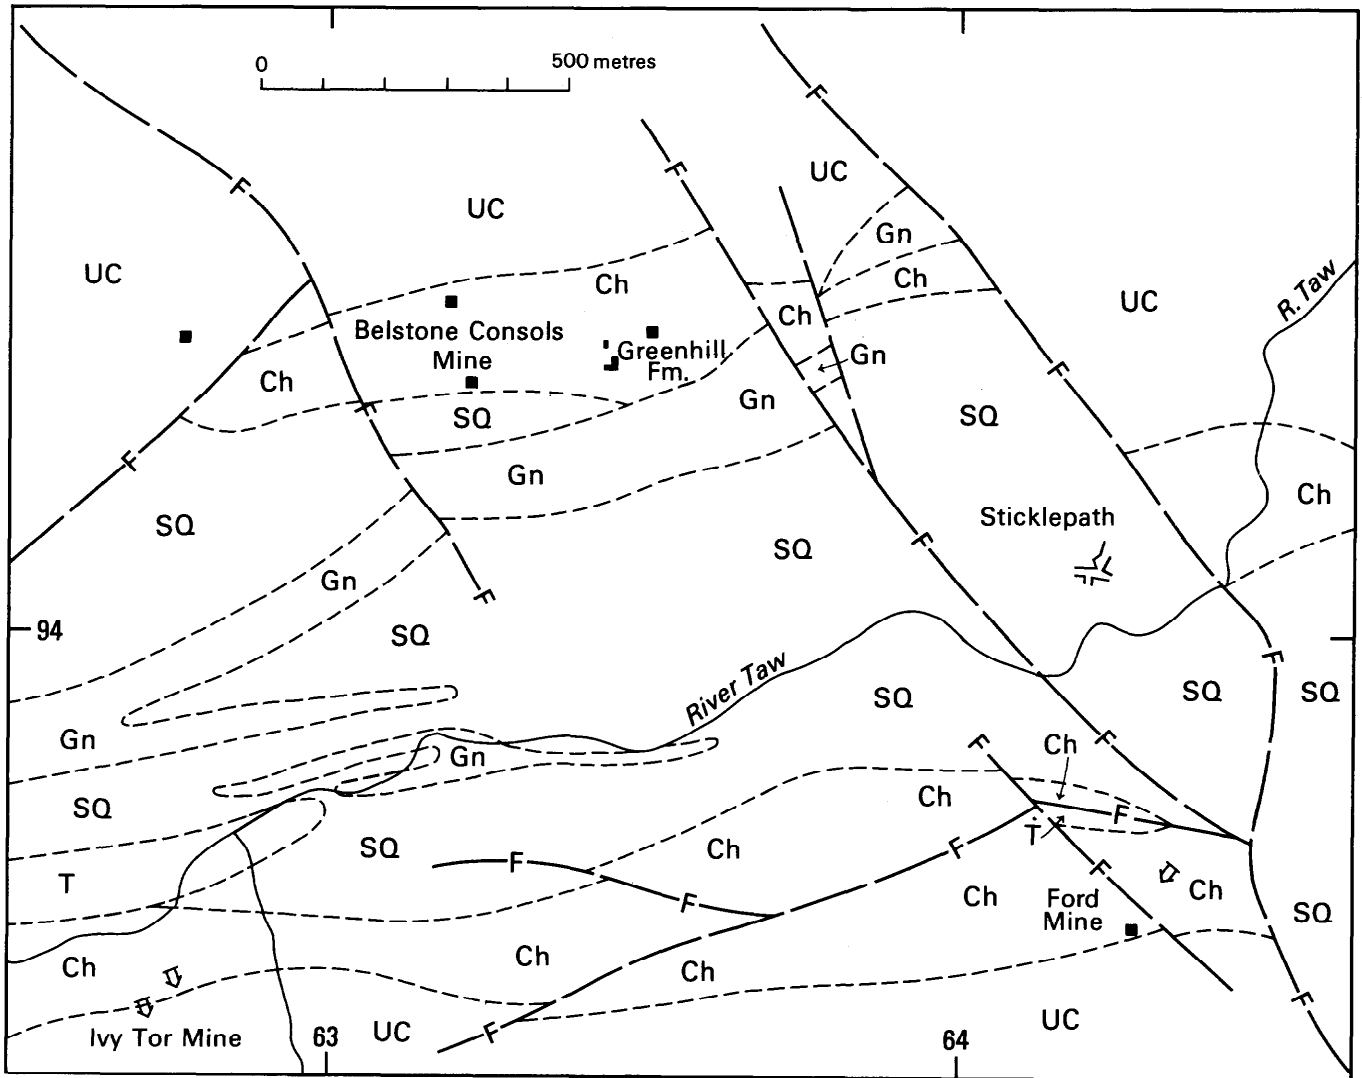 0 500 metres
F
UC
F
F
Gn
UC
UC
Ch
Ch
UC
R. Taw
Ch
Belstone Consols
Mine
Greenhill
Fm.
Gn
F
Ch
Gn
SQ
F
SQ
F
Gn
Ch
SQ
Sticklepath
F
SQ
Gn
F
94
SQ
F
River Taw
SQ
SQ
SQ
Gn
F
F
Ch
Gn
SQ
Ch
F
T
SQ
F
Ch
F
F
T
F
Ch
Ch
Ford
Mine
SQ
Ch
Ch
Ch
F
Ivy Tor Mine
63
F
UC
64
UC